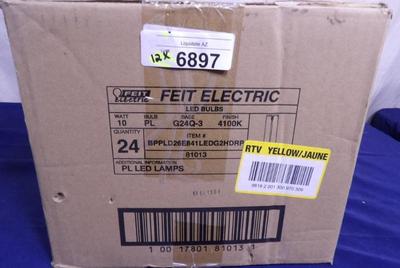 Liquidate AZ
12x 6897
FEIT electric FEIT ELECTRIC
LED BULBS
WATT BULB BASE FINISH
10 PL G24Q-3 4100K
QUANTITY ITEM #
24 BPPLD26E841LEDG2HDRP
81013
ADDITIONAL INFORMATION
PL LED LAMPS
RTV YELLOW/JAUNE
1 00 17801 81013 1